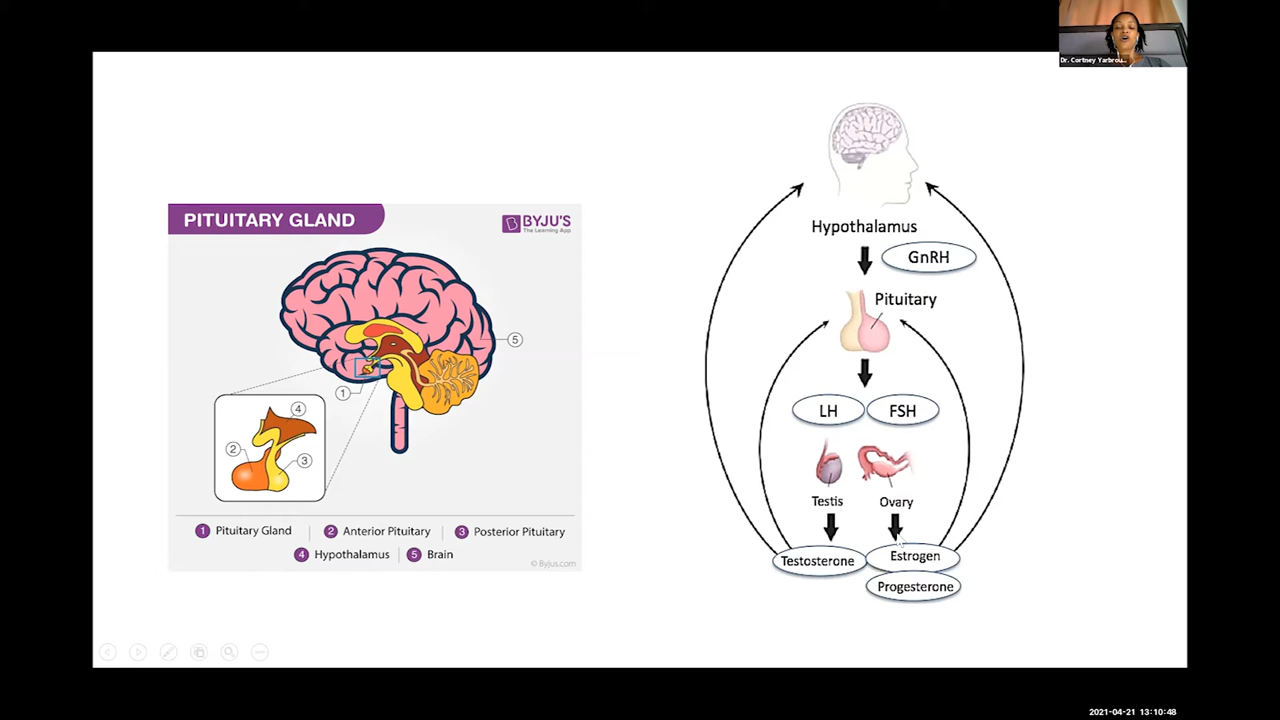 Dr. Cortney Yarbrou...
PITUITARY GLAND
BYJU'S
The Learning App
5
1
4
2
3
1 Pituitary Gland
2 Anterior Pituitary
3 Posterior Pituitary
4 Hypothalamus
5 Brain
© Byjus.com
Hypothalamus
GnRH
Pituitary
LH
FSH
Testis
Ovary
Testosterone
Estrogen
Progesterone
2021-04-21 13:10:48